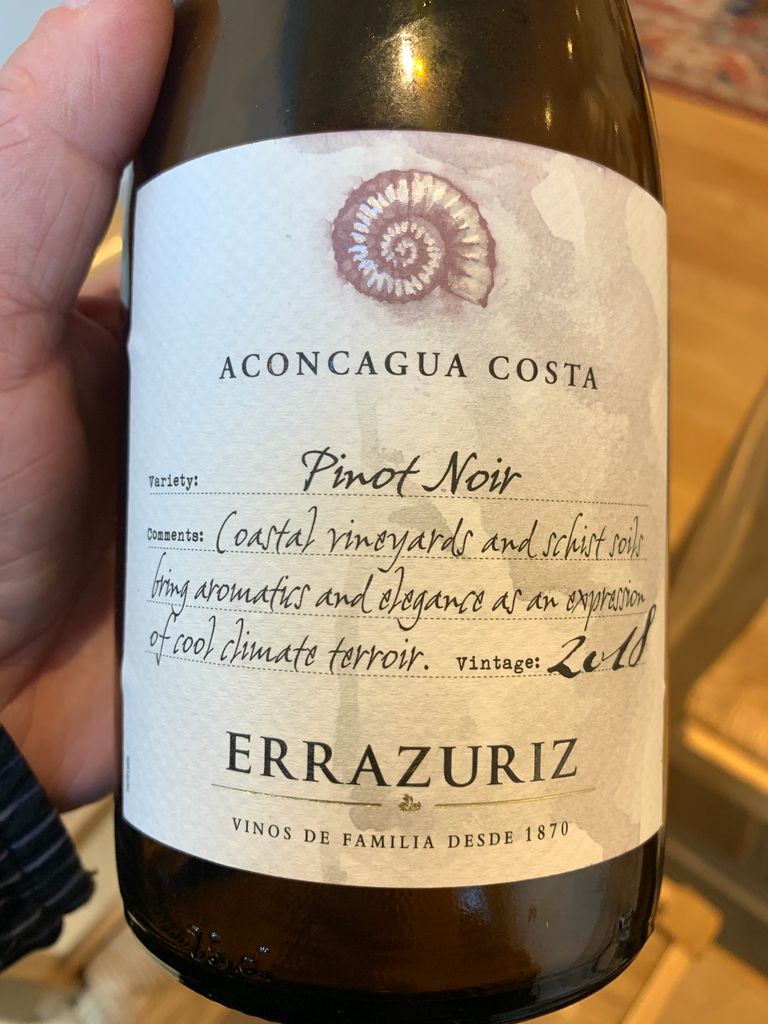 ACONCAGUA COSTA
Variety: Pinot Noir
Comments: Coastal vineyards and schist soils
bring aromatics and elegance as an expression
of cool climate terroir. Vintage: 2018
ERRAZURIZ
VINOS DE FAMILIA DESDE 1870